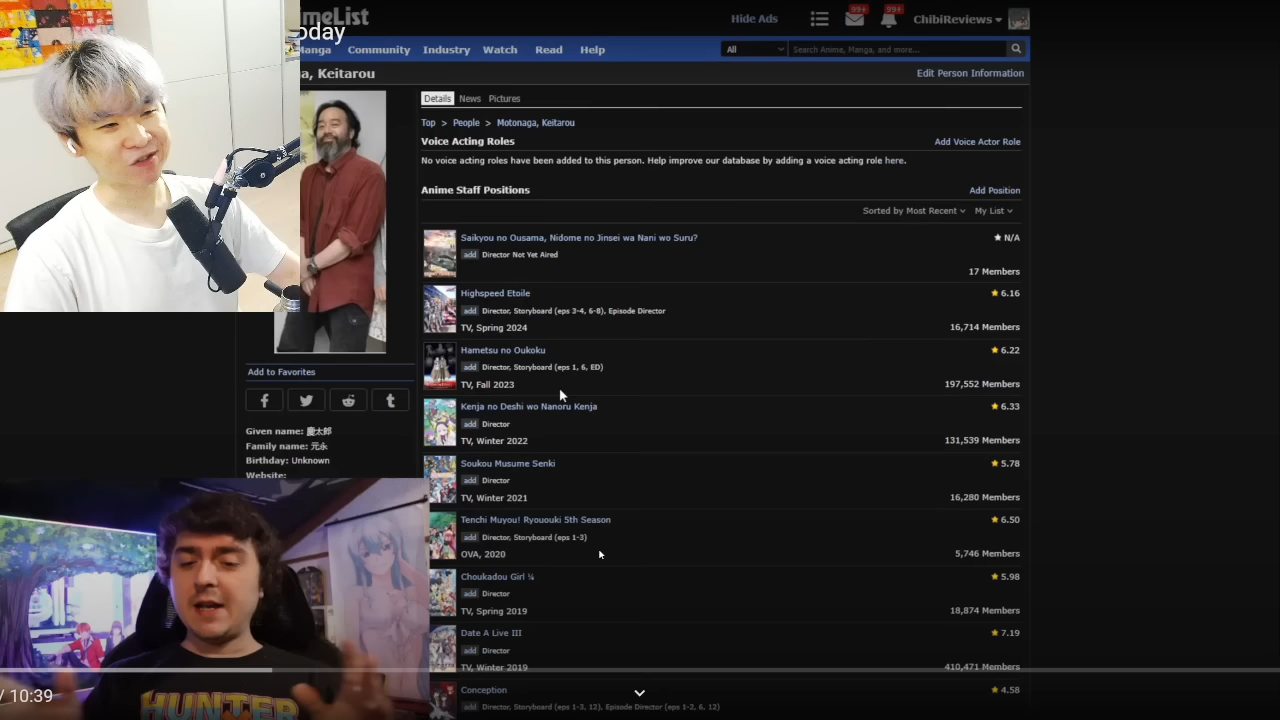 imeList
oday
Hide Ads
99+
99+
ChibiReviews
Manga Community Industry Watch Read Help
All
Search Anime, Manga, and more...
a, Keitarou
Edit Person Information
Details News Pictures
Top > People > Motonaga, Keitarou
Voice Acting Roles
Add Voice Actor Role
No voice acting roles have been added to this person. Help improve our database by adding a voice acting role here.
Anime Staff Positions
Add Position
Sorted by Most Recent My List
Saikyou no Ousama, Nidome no Jinsei wa Nani wo Suru?
N/A
add Director Not Yet Aired
17 Members
Highspeed Etoile
6.16
add Director, Storyboard (eps 3-4, 6-8), Episode Director
TV, Spring 2024
16,714 Members
Hametsu no Oukoku
6.22
add Director, Storyboard (eps 1, 6, ED)
TV, Fall 2023
197,552 Members
Kenja no Deshi wo Nanoru Kenja
6.33
add Director
TV, Winter 2022
131,539 Members
Soukou Musume Senki
5.78
add Director
TV, Winter 2021
16,280 Members
Tenchi Muyou! Ryououki 5th Season
6.50
add Director, Storyboard (eps 1-3)
OVA, 2020
5,746 Members
Choukadou Girl ⅙
5.98
add Director
TV, Spring 2019
18,874 Members
Date A Live III
7.19
add Director
TV, Winter 2019
410,471 Members
Conception
4.58
add Director, Storyboard (eps 1-3, 12), Episode Director (eps 1-2, 6, 12)
Add to Favorites
Given name: 慶太郎
Family name: 元永
Birthday: Unknown
Website:
/ 10:39
HUNTER